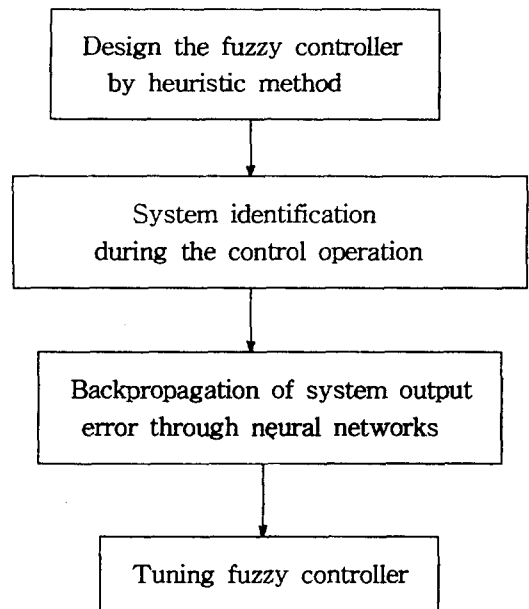 Design the fuzzy controller
by heuristic method
System identification
during the control operation
Backpropagation of system output
error through neural networks
Tuning fuzzy controller